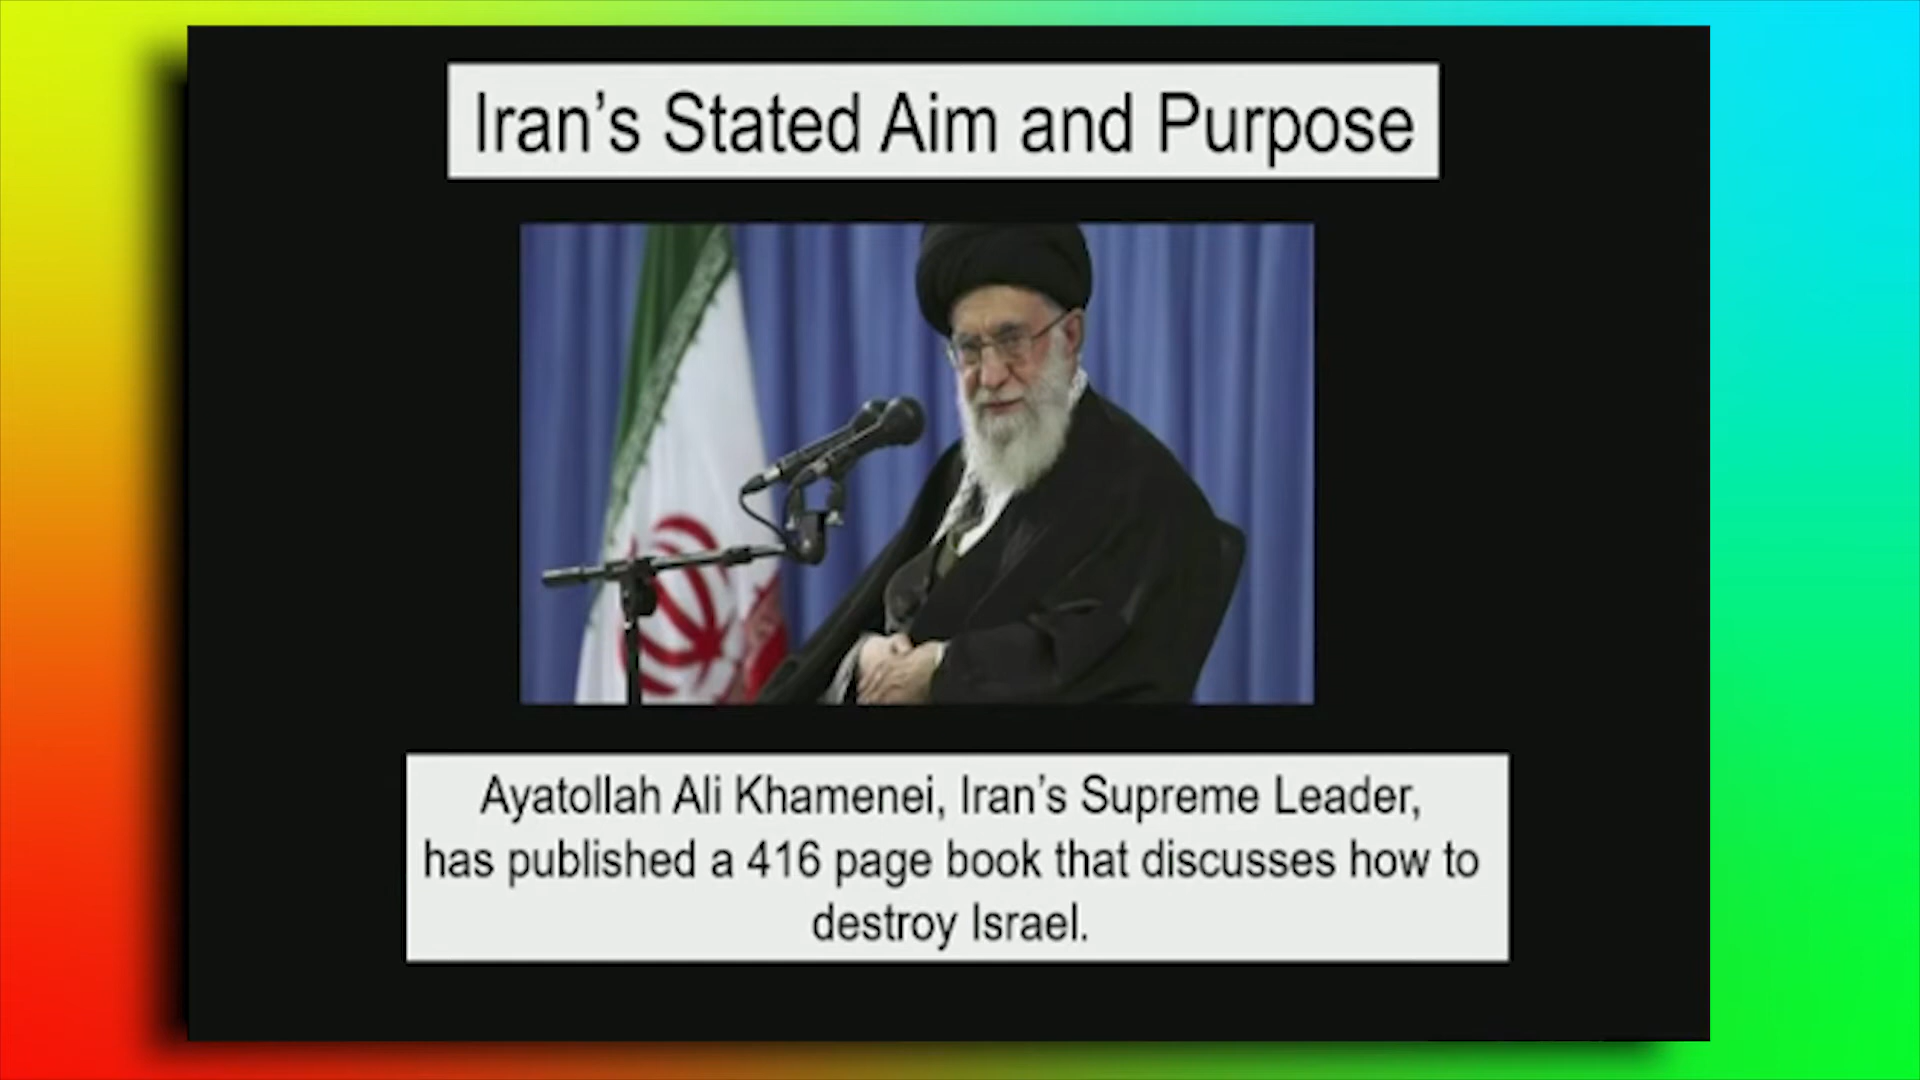 Iran's Stated Aim and Purpose
Ayatollah Ali Khamenei, Iran's Supreme Leader,
has published a 416 page book that discusses how to
destroy Israel.